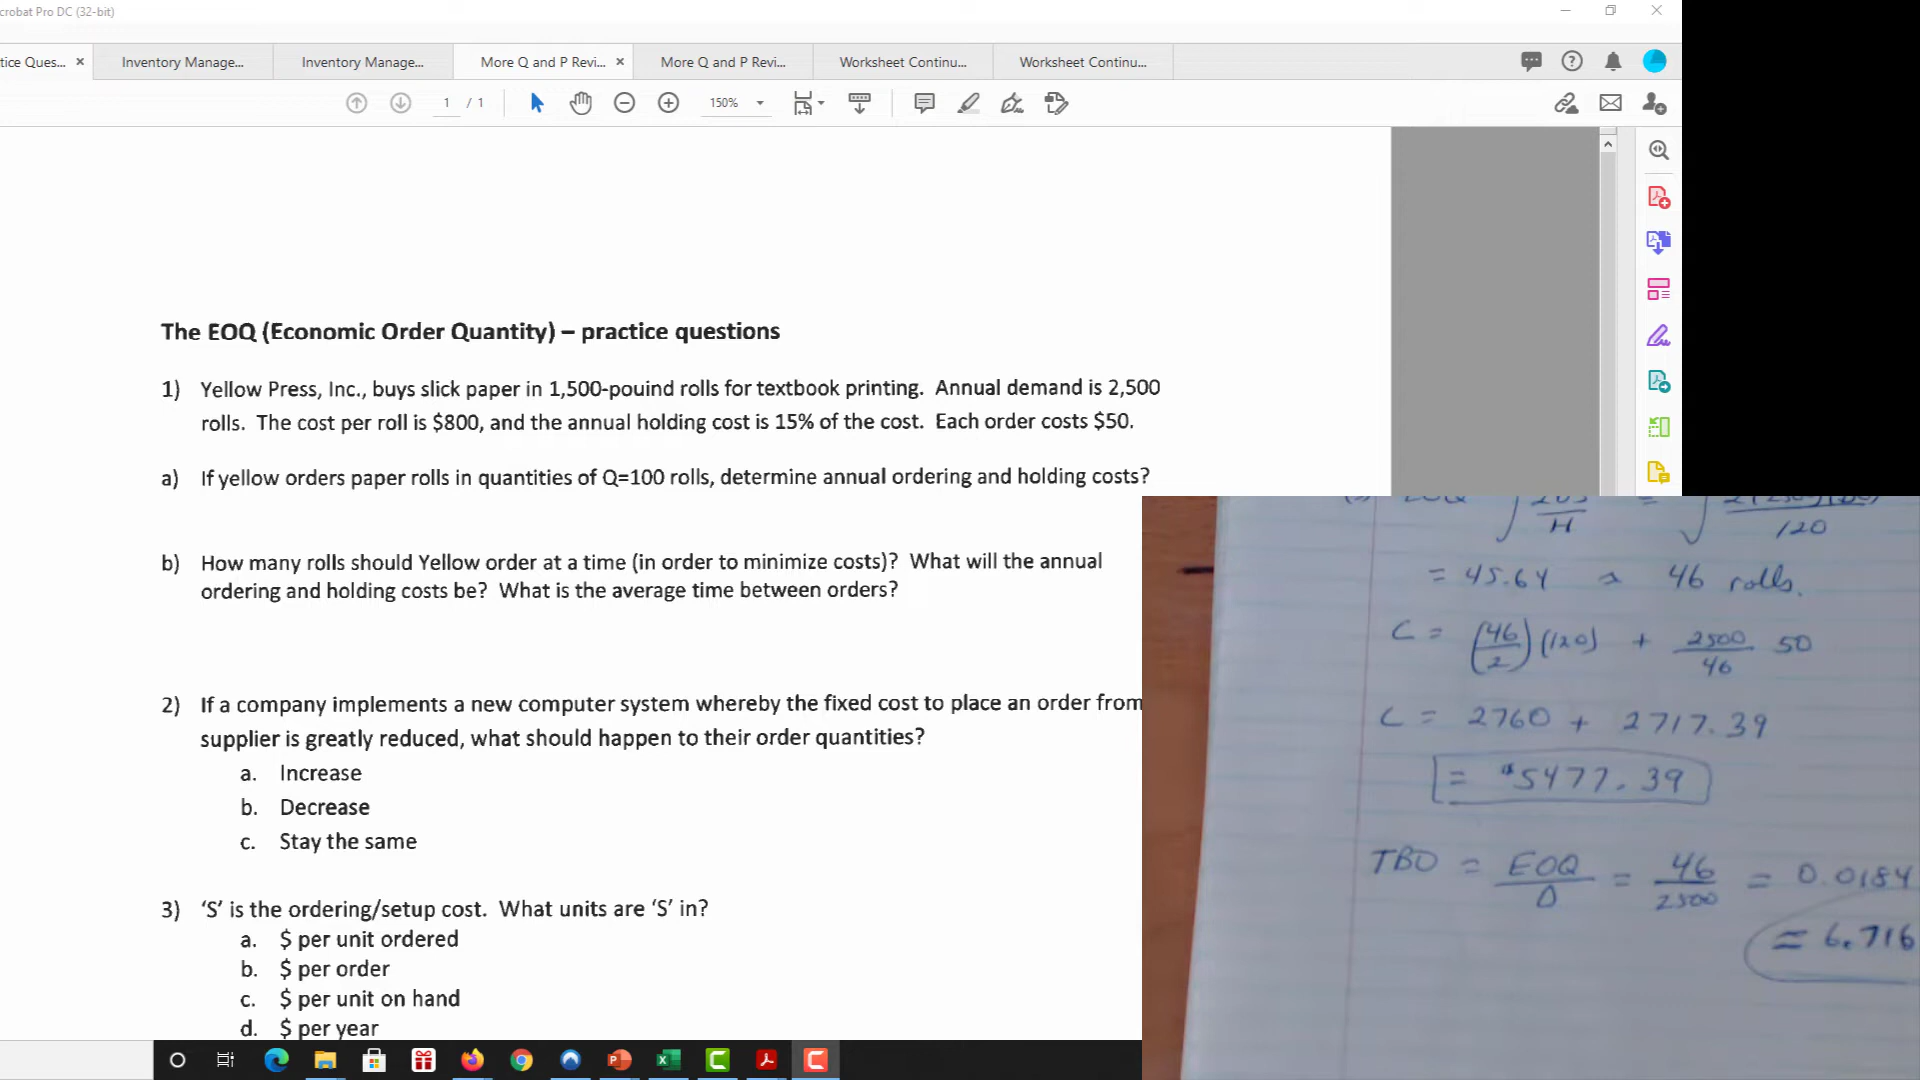 crobat Pro DC (32-bit)
tice Ques...
Inventory Manage...
Inventory Manage...
More Q and P Revi...
More Q and P Revi...
Worksheet Continu...
Worksheet Continu...
1 / 1
150%
The EOQ (Economic Order Quantity) – practice questions
1) Yellow Press, Inc., buys slick paper in 1,500-pouind rolls for textbook printing. Annual demand is 2,500
rolls. The cost per roll is $800, and the annual holding cost is 15% of the cost. Each order costs $50.
a) If yellow orders paper rolls in quantities of Q=100 rolls, determine annual ordering and holding costs?
b) How many rolls should Yellow order at a time (in order to minimize costs)? What will the annual
ordering and holding costs be? What is the average time between orders?
2) If a company implements a new computer system whereby the fixed cost to place an order from
supplier is greatly reduced, what should happen to their order quantities?
a. Increase
b. Decrease
c. Stay the same
3) ‘S’ is the ordering/setup cost. What units are ‘S’ in?
a. $ per unit ordered
b. $ per order
c. $ per unit on hand
d. $ per year
H = 120
= 45.64 ≈ 46 rolls.
C = (46/2)(120) + 2500/46 50
C = 2760 + 2717.39
= $5477.39
TBO = EOQ/D = 46/2500 = 0.0184
= 6.716